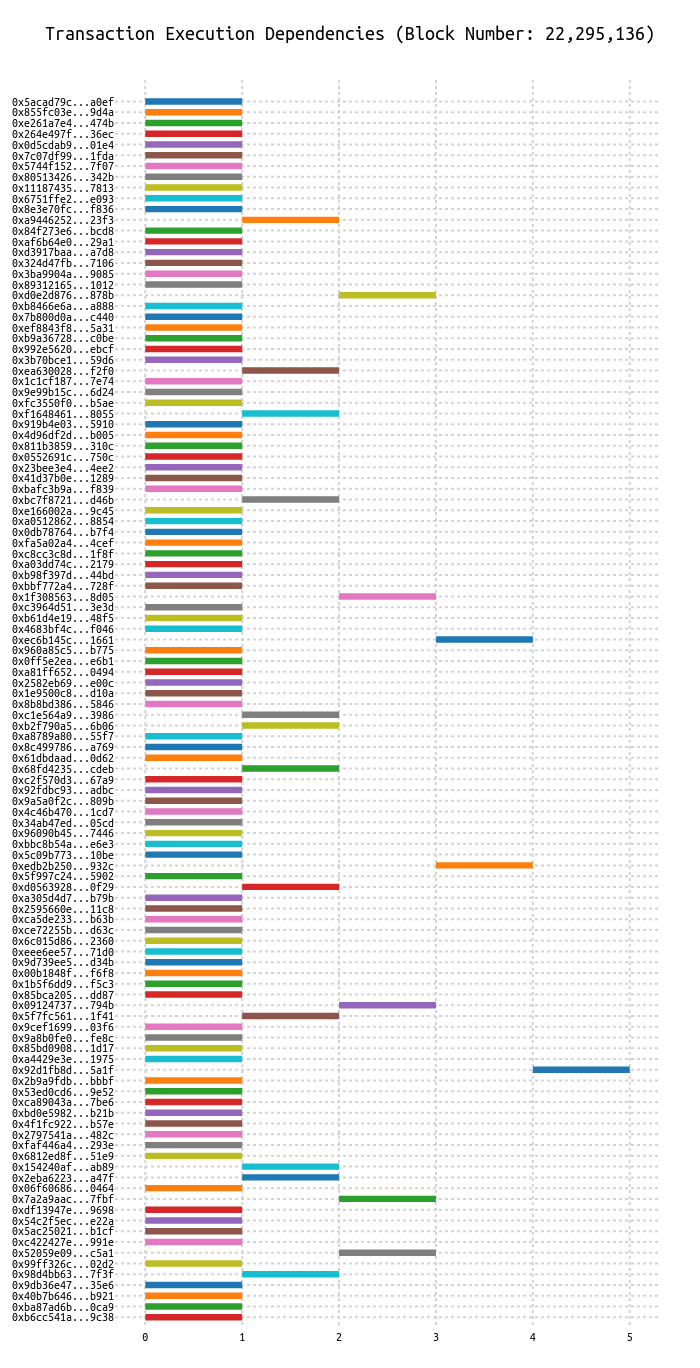 Transaction Execution Dependencies (Block Number: 22,295,136)
0x5acad79c...a0ef
0x855fc03e...9d4a
0xe261a7e4...474b
0x264e497f...36ec
0x0d5cdab9...01e4
0x7c07df99...1fda
0x5744f152...7f07
0x80513426...342b
0x11187435...7813
0x6751ffe2...e093
0x8e3e70fc...f836
0xa9446252...23f3
0x84f273e6...bcd8
0xaf6b64e0...29a1
0xd3917baa...a7d8
0x324d47fb...7106
0x3ba9904a...9085
0x89312165...1012
0xd0e2d876...878b
0xb8466e6a...a888
0x7b800d0a...c440
0xef8843f8...5a31
0xb9a36728...c0be
0x992e5620...ebcf
0x3b70bce1...59d6
0xea630028...f2f0
0x1c1cf187...7e74
0x9e99b15c...6d24
0xfc3550f0...b5ae
0xf1648461...8055
0x919b4e03...5910
0x4d96df2d...b005
0x811b3859...310c
0x0552691c...750c
0x23bee3e4...4ee2
0x41d37b0e...1289
0xbafc3b9a...f839
0xbc7f8721...d46b
0xe166002a...9c45
0xa0512862...8854
0x0db78764...b7f4
0xfa5a02a4...4cef
0xc8cc3c8d...1f8f
0xa03dd74c...2179
0xb98f397d...44bd
0xbbf772a4...728f
0x1f308563...8d05
0xc3964d51...3e3d
0xb61d4e19...48f5
0x4683bf4c...f046
0xec6b145c...1661
0x960a85c5...b775
0x0ff5e2ea...e6b1
0xa81ff652...0494
0x2582eb69...e00c
0x1e9500c8...d10a
0x8b8bd386...5846
0xc1e564a9...3986
0xb2f790a5...6b06
0xa8789a80...55f7
0x8c499786...a769
0x61dbdaad...0d62
0x68fd4235...cdeb
0xc2f570d3...67a9
0x92fdbc93...adbc
0x9a5a0f2c...809b
0x4c46b470...1cd7
0x34ab47ed...05cd
0x96090b45...7446
0xbbc8b54a...e6e3
0x5c09b773...10be
0xedb2b250...932c
0x5f997c24...5902
0xd0563928...0f29
0xa305d4d7...b79b
0x2595660e...11c8
0xca5de233...b63b
0xce72255b...d63c
0x6c015d86...2360
0xeee6ee57...71d0
0x9d739ee5...d34b
0x00b1848f...f6f8
0x1b5f6dd9...f5c3
0x85bca205...dd87
0x09124737...794b
0x5f7fc561...1f41
0x9cef1699...03f6
0x9a8b0fe0...fe8c
0x85bd0908...1d17
0xa4429e3e...1975
0x92d1fb8d...5a1f
0x2b9a9fdb...bbbf
0x53ed0cd6...9e52
0xca89043a...7be6
0xbd0e5982...b21b
0x4f1fc922...b57e
0x2797541a...482c
0xfaf446a4...293e
0x6812ed8f...51e9
0x154240af...ab89
0x2eba6223...a47f
0x06f60686...0464
0x7a2a9aac...7fbf
0xdf13947e...9698
0x54c2f5ec...e22a
0x5ac25021...b1cf
0xc422427e...991e
0x52059e09...c5a1
0x99ff326c...02d2
0x98d4bb63...7f3f
0x9db36e47...35e6
0x40b7b646...b921
0xba87ad6b...0ca9
0xb6cc541a...9c38
0 1 2 3 4 5